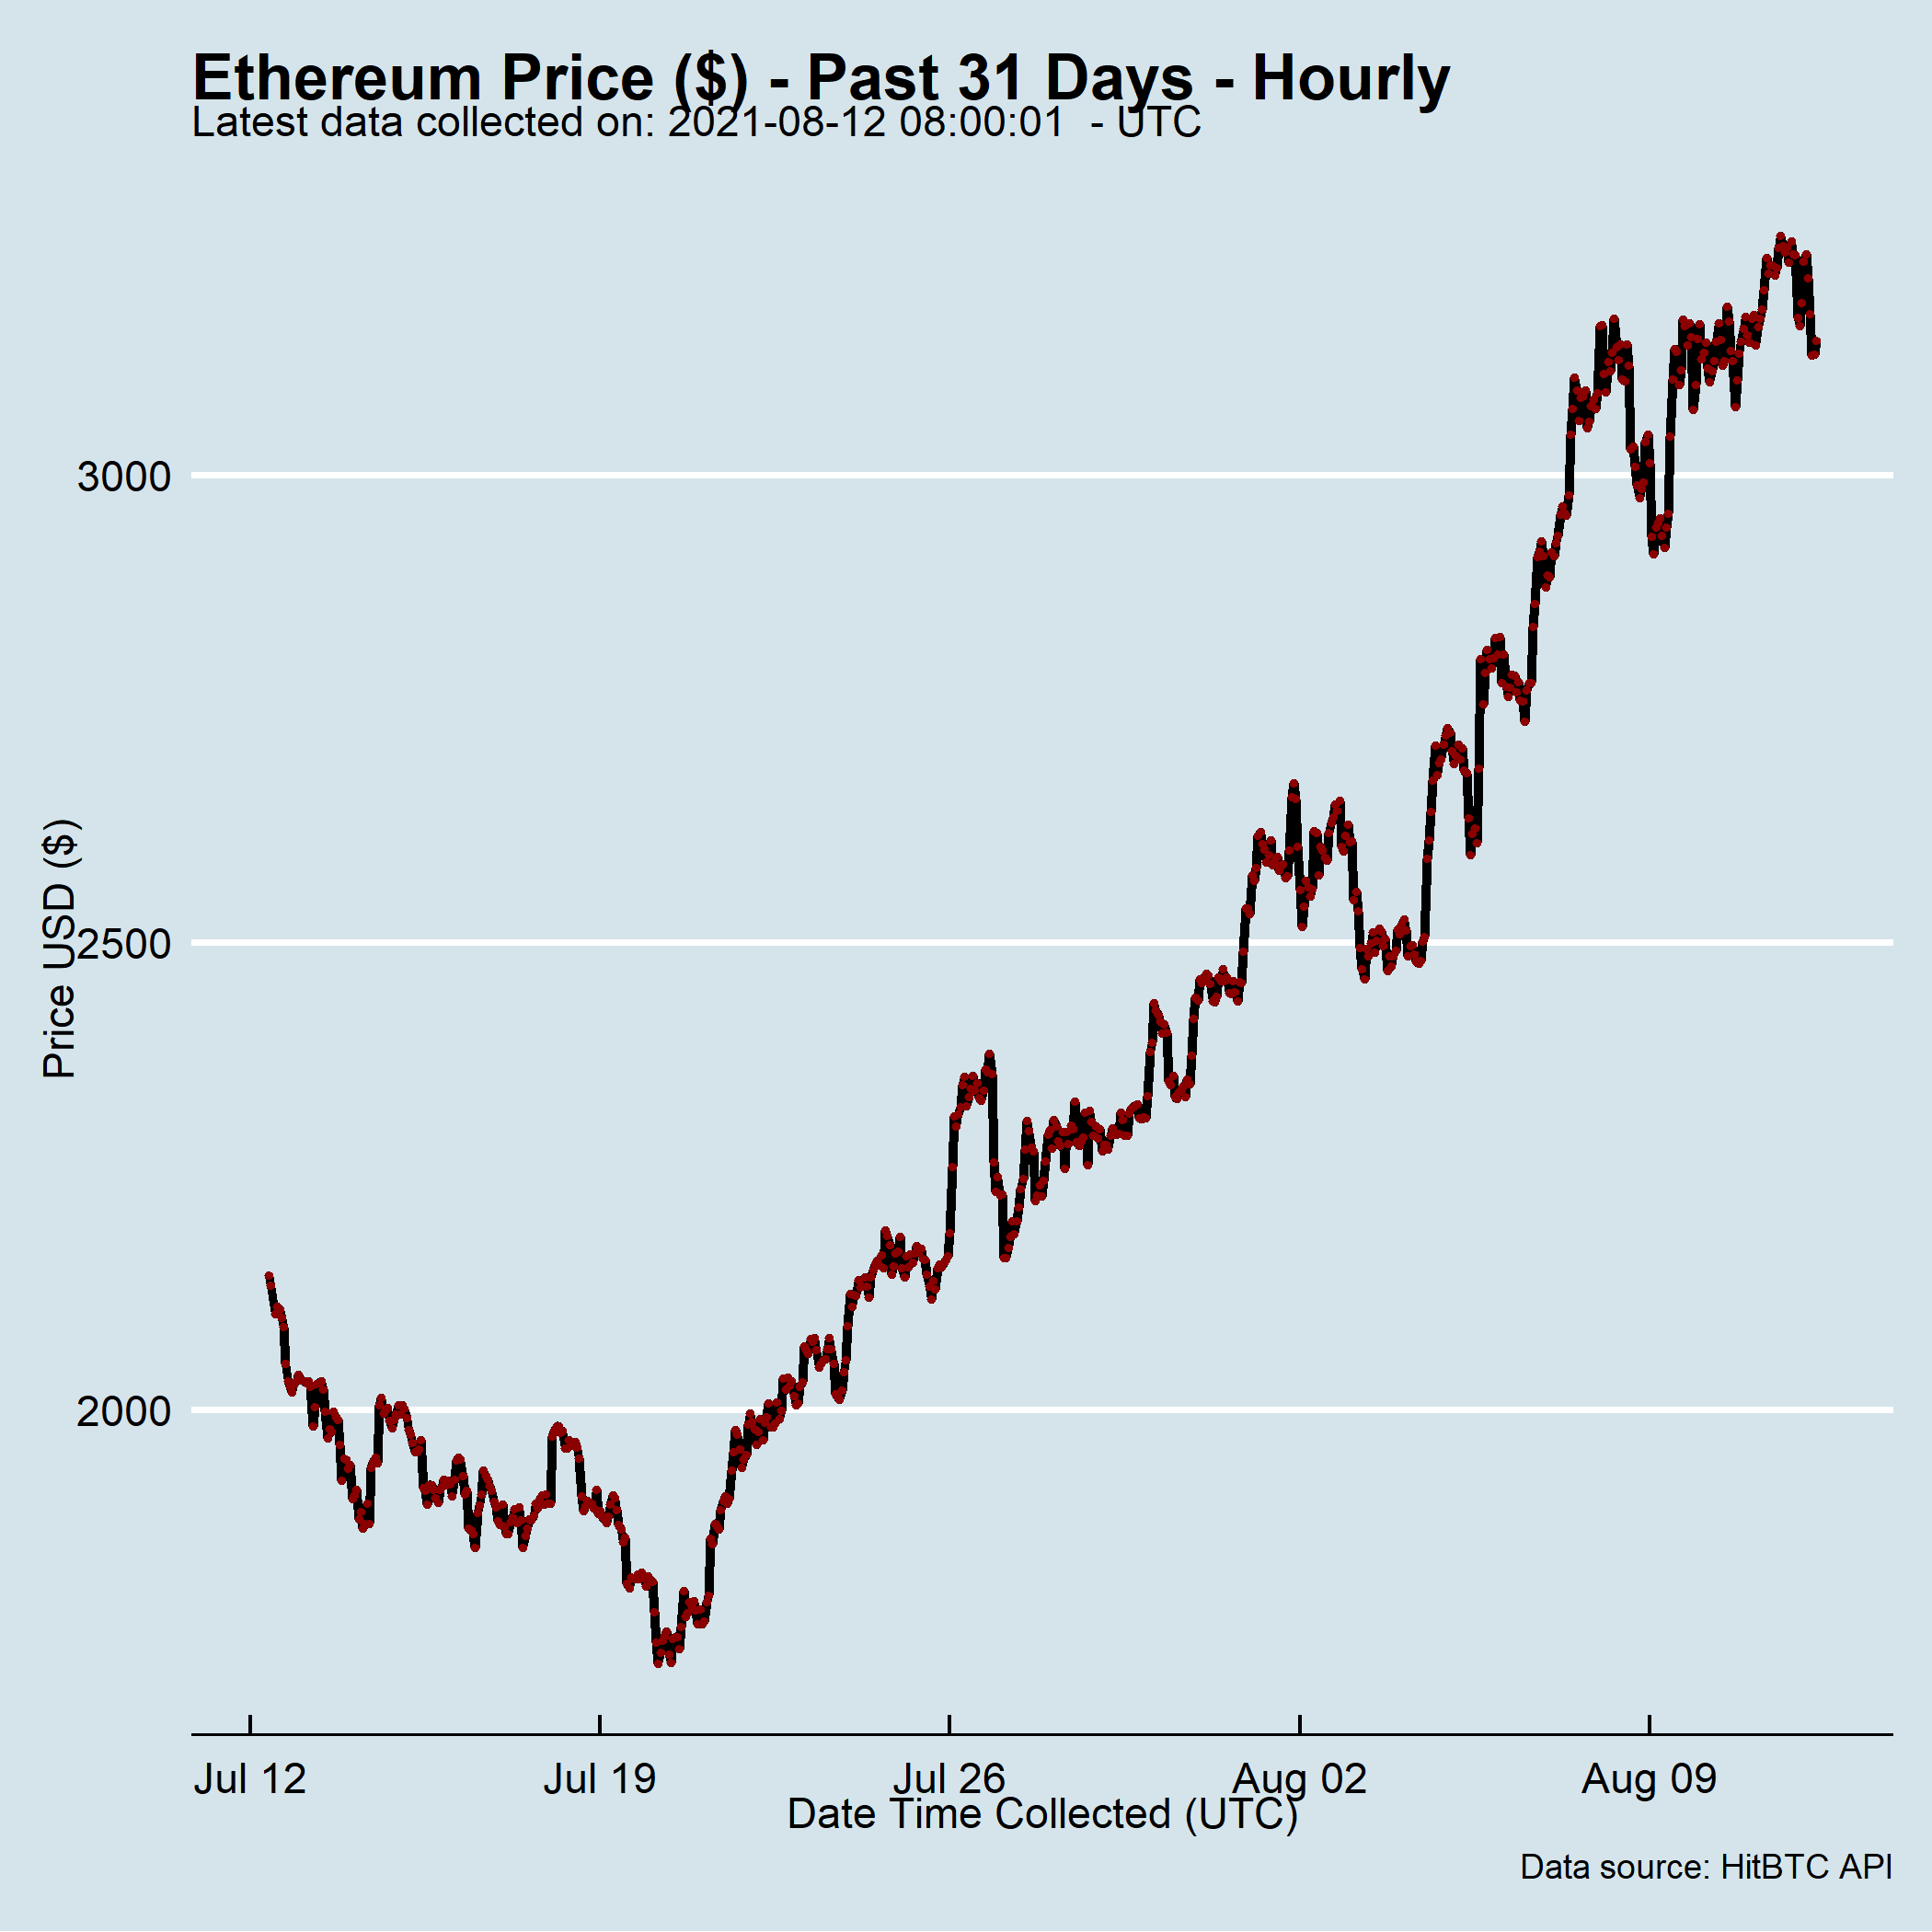 Ethereum Price ($) - Past 31 Days - Hourly
Latest data collected on: 2021-08-12 08:00:01  - UTC
Price USD ($)
3000
2500
2000
Jul 12 Jul 19 Jul 26 Aug 02 Aug 09
Date Time Collected (UTC)
Data source: HitBTC API